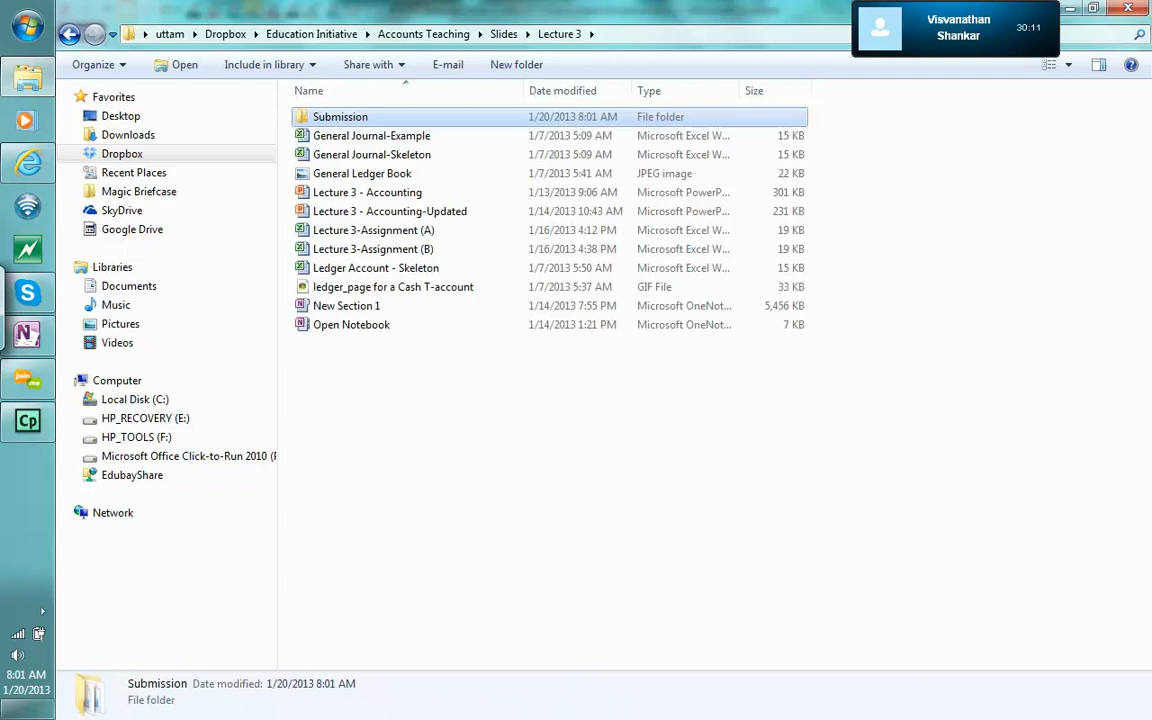 Visvanathan
Shankar
30:11
uttam Dropbox Education Initiative Accounts Teaching Slides Lecture 3
Organize Open Include in library Share with E-mail New folder
Name Date modified Type Size
Favorites
Desktop
Downloads
Dropbox
Recent Places
Magic Briefcase
SkyDrive
Google Drive
Libraries
Documents
Music
Pictures
Videos
Computer
Local Disk (C:)
HP_RECOVERY (E:)
HP_TOOLS (F:)
Microsoft Office Click-to-Run 2010 (
EdubayShare
Network
Submission 1/20/2013 8:01 AM File folder
General Journal-Example 1/7/2013 5:09 AM Microsoft Excel W... 15 KB
General Journal-Skeleton 1/7/2013 5:09 AM Microsoft Excel W... 15 KB
General Ledger Book 1/7/2013 5:41 AM JPEG image 22 KB
Lecture 3 - Accounting 1/13/2013 9:06 AM Microsoft PowerP... 301 KB
Lecture 3 - Accounting-Updated 1/14/2013 10:43 AM Microsoft PowerP... 231 KB
Lecture 3-Assignment (A) 1/16/2013 4:12 PM Microsoft Excel W... 19 KB
Lecture 3-Assignment (B) 1/16/2013 4:38 PM Microsoft Excel W... 19 KB
Ledger Account - Skeleton 1/7/2013 5:50 AM Microsoft Excel W... 15 KB
ledger_page for a Cash T-account 1/7/2013 5:37 AM GIF File 33 KB
New Section 1 1/14/2013 7:55 PM Microsoft OneNot... 5,456 KB
Open Notebook 1/14/2013 1:21 PM Microsoft OneNot... 7 KB
Cp
8:01 AM
1/20/2013
Submission Date modified: 1/20/2013 8:01 AM
File folder